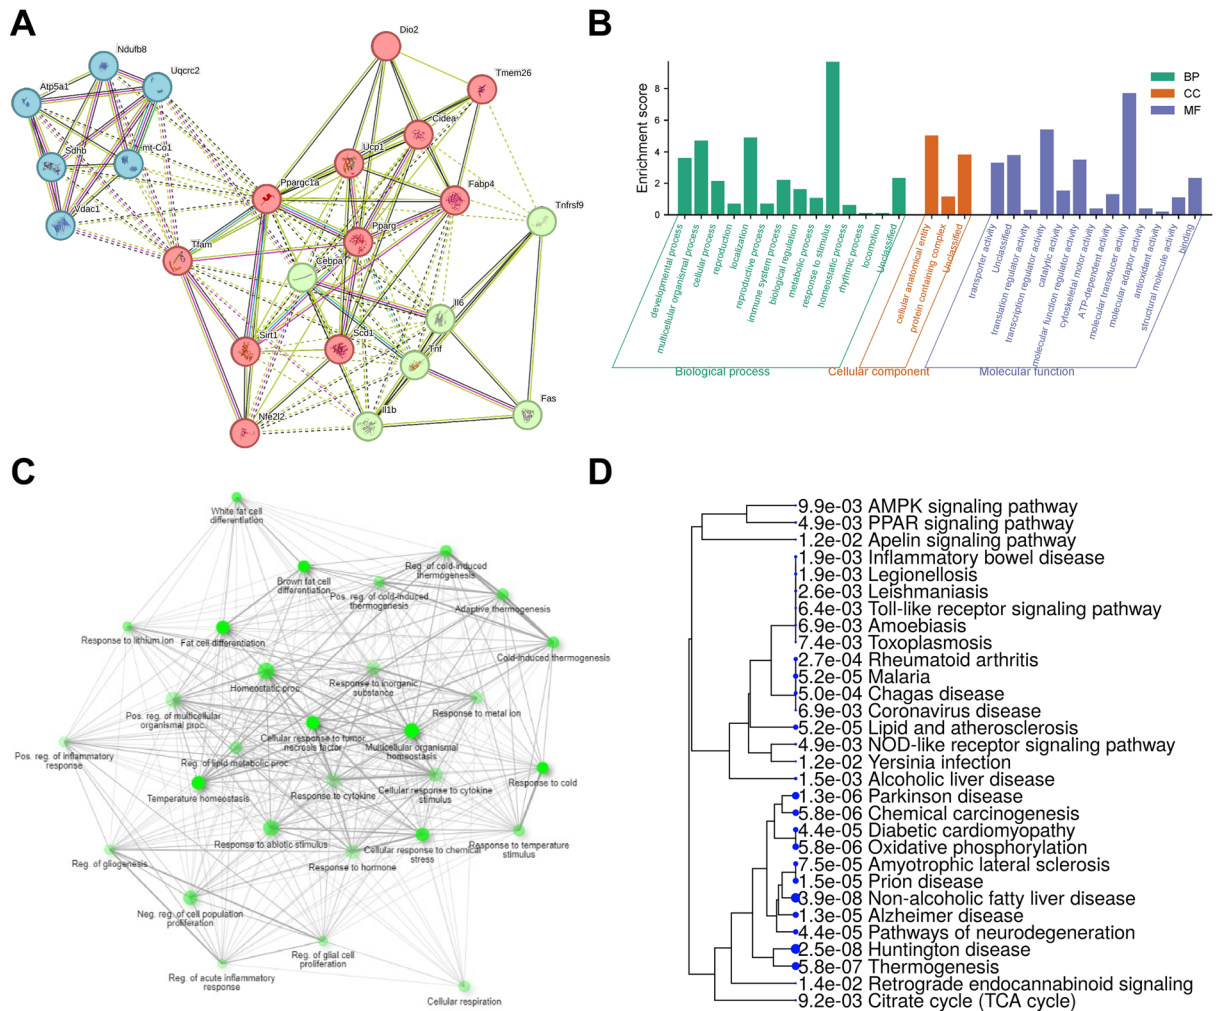 A
Dio2
Ndufb8
Uqcrc2
Tmem26
Atp5a1
Cidea
mt-Co1
Ucp1
Sdhb
Ppargc1a
Fabp4
Tnfrsf9
Vdac1
Pparg
Tfam
Cebpa
Il6
Sirt1
Scd1
Tnf
Fas
Nfe2l2
Il1b
B
Enrichment score
8
6
4
2
0
BP
CC
MF
developmental process
multicellular organismal process
cellular process
reproduction
localization
reproductive process
immune system process
biological regulation
metabolic process
response to stimulus
homeostatic process
rhythmic process
locomotion
Unclassified
cellular anatomical entity
protein containing complex
Unclassified
transporter activity
Unclassified
translation regulator activity
transcription regulator activity
catalytic activity
molecular function regulator activity
cytoskeletal motor activity
ATP-dependent activity
molecular transducer activity
molecular adaptor activity
antioxidant activity
structural molecule activity
binding
Biological process
Cellular component
Molecular function
C
White fat cell
differentiation
Brown fat cell
differentiation
Reg. of cold-induced
thermogenesis
Pos. reg. of cold-induced
thermogenesis
Adaptive thermogenesis
Response to lithium ion
Fat cell differentiation
Cold-induced thermogenesis
Homeostatic proc.
Response to inorganic
substance
Pos. reg. of multicellular
organismal proc.
Response to metal ion
Cellular response to tumor
necrosis factor
Multicellular organismal
homeostasis
Pos. reg. of inflammatory
response
Reg. of lipid metabolic proc.
Temperature homeostasis
Response to cytokine
Cellular response to cytokine
stimulus
Response to cold
Response to abiotic stimulus
Cellular response to chemical
stress
Response to temperature
stimulus
Reg. of gliogenesis
Response to hormone
Neg. reg. of cell population
proliferation
Reg. of glial cell
proliferation
Reg. of acute inflammatory
response
Cellular respiration
D
9.9e-03 AMPK signaling pathway
4.9e-03 PPAR signaling pathway
1.2e-02 Apelin signaling pathway
1.9e-03 Inflammatory bowel disease
1.9e-03 Legionellosis
2.6e-03 Leishmaniasis
6.4e-03 Toll-like receptor signaling pathway
6.9e-03 Amoebiasis
7.4e-03 Toxoplasmosis
2.7e-04 Rheumatoid arthritis
5.2e-05 Malaria
5.0e-04 Chagas disease
6.9e-03 Coronavirus disease
5.2e-05 Lipid and atherosclerosis
4.9e-03 NOD-like receptor signaling pathway
1.2e-02 Yersinia infection
1.5e-03 Alcoholic liver disease
1.3e-06 Parkinson disease
5.8e-06 Chemical carcinogenesis
4.4e-05 Diabetic cardiomyopathy
5.8e-06 Oxidative phosphorylation
7.5e-05 Amyotrophic lateral sclerosis
1.5e-05 Prion disease
3.9e-08 Non-alcoholic fatty liver disease
1.3e-05 Alzheimer disease
4.4e-05 Pathways of neurodegeneration
2.5e-08 Huntington disease
5.8e-07 Thermogenesis
1.4e-02 Retrograde endocannabinoid signaling
9.2e-03 Citrate cycle (TCA cycle)